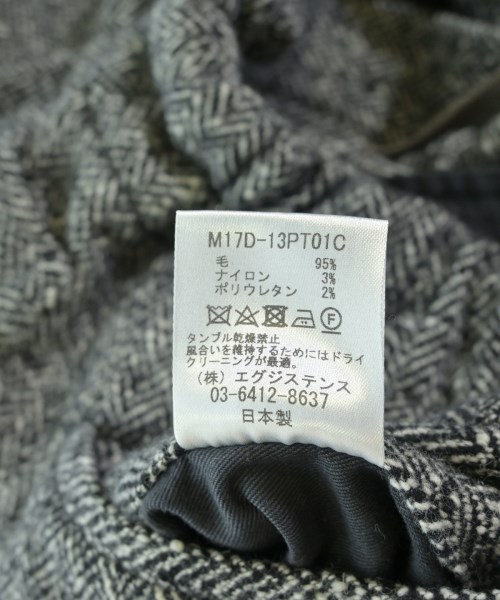 M17D-13PT01C
毛 95%
ナイロン 3%
ポリウレタン 2%
タンブル乾燥禁止
風合いを維持するためにはドライ
クリーニングが最適。
(株) エグジステンス
03-6412-8637
日本製